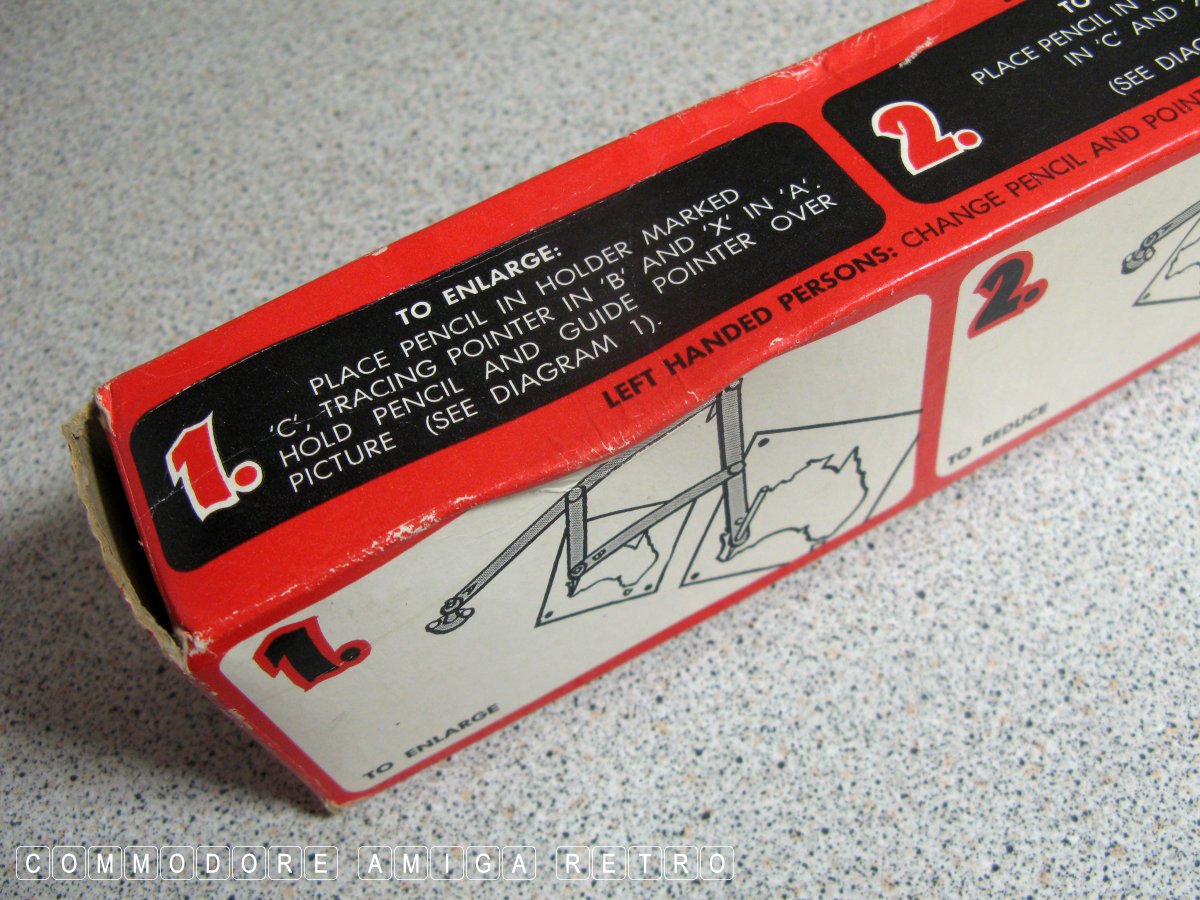 1.
TO ENLARGE:
PLACE PENCIL IN HOLDER MARKED
'C', TRACING POINTER IN 'B' AND 'X' IN 'A'.
HOLD PENCIL AND GUIDE POINTER OVER
PICTURE (SEE DIAGRAM 1).
2.
TO
PLACE PENCIL IN
IN 'C' AND
(SEE
LEFT HANDED PERSONS: CHANGE PENCIL AND
1.
TO ENLARGE
2.
TO REDUCE
COMMODORE AMIGA RETRO